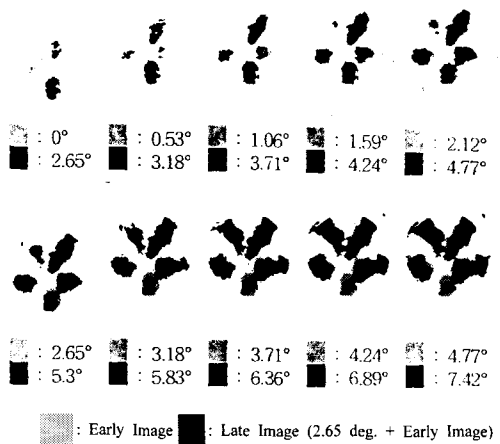 : 0° : 0.53° : 1.06° : 1.59° : 2.12°
: 2.65° : 3.18° : 3.71° : 4.24° : 4.77°
: 2.65° : 3.18° : 3.71° : 4.24° : 4.77°
: 5.3° : 5.83° : 6.36° : 6.89° : 7.42°
: Early Image : Late Image (2.65 deg. + Early Image)